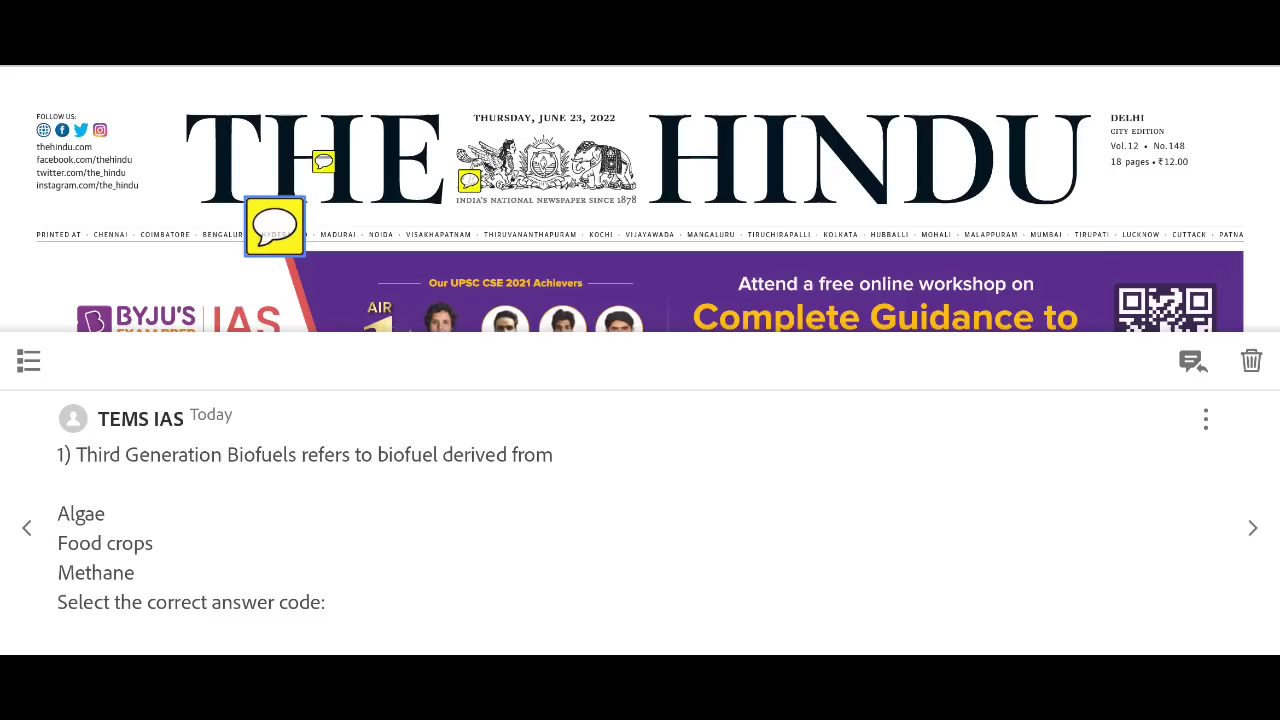 FOLLOW US:
thehindu.com
facebook.com/thehindu
twitter.com/the_hindu
instagram.com/the_hindu
THE HINDU
THURSDAY, JUNE 23, 2022
INDIA'S NATIONAL NEWSPAPER SINCE 1878
DELHI
CITY EDITION
Vol.12 • No.148
18 pages • ₹12.00
PRINTED AT · CHENNAI · COIMBATORE · BENGALUR · MADURAI · NOIDA · VISAKHAPATNAM · THIRUVANANTHAPURAM · KOCHI · VIJAYAWADA · MANGALURU · TIRUCHIRAPALLI · KOLKATA · HUBBALLI · MOHALI · MALAPPURAM · MUMBAI · TIRUPATI · LUCKNOW · CUTTACK · PATNA
BYJU'S
EXAM PREP
IAS
Our UPSC CSE 2021 Achievers
AIR
1
Attend a free online workshop on
Complete Guidance to
TEMS IAS Today
1) Third Generation Biofuels refers to biofuel derived from
Algae
Food crops
Methane
Select the correct answer code: